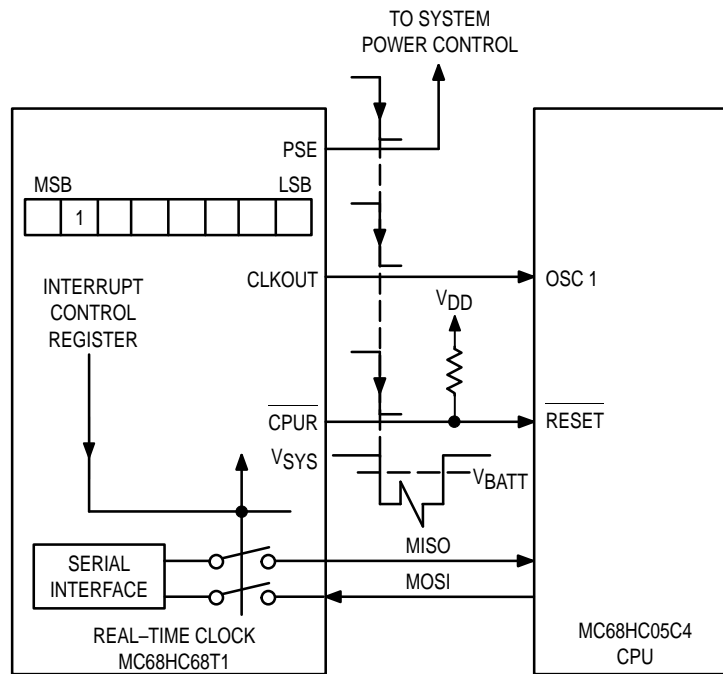 TO SYSTEM
POWER CONTROL
PSE
MSB LSB
1
CLKOUT
OSC 1
INTERRUPT
CONTROL
REGISTER
VDD
CPUR
RESET
VSYS
VBATT
MISO
SERIAL
INTERFACE
MOSI
REAL–TIME CLOCK
MC68HC68T1
MC68HC05C4
CPU